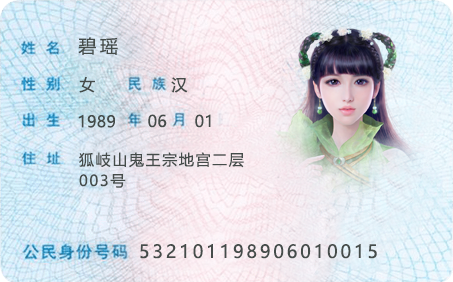 姓名 碧瑶
性别 女 民族 汉
出生 1989 年 06 月 01
住址 狐岐山鬼王宗地宫二层
003号
公民身份号码 532101198906010015